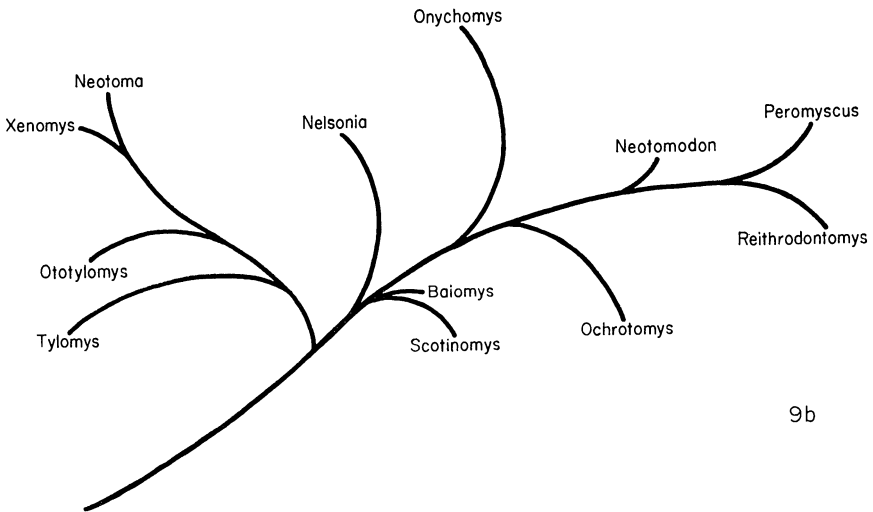 Onychomys
Neotoma
Peromyscus
Xenomys
Nelsonia
Neotomodon
Reithrodontomys
Ototylomys
Baiomys
Ochrotomys
Tylomys
Scotinomys
9b